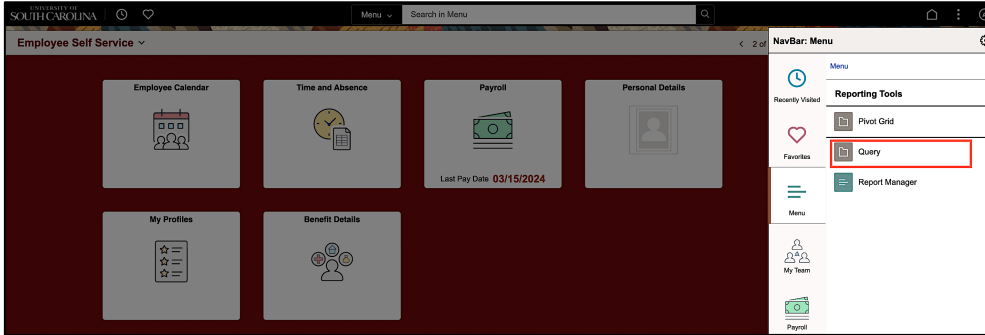 UNIVERSITY OF
SOUTH CAROLINA
Menu
Search in Menu
Employee Self Service
2 of
NavBar: Menu
Recently Visited
Favorites
Menu
My Team
Payroll
Menu
Reporting Tools
Pivot Grid
Query
Report Manager
Employee Calendar
Time and Absence
Payroll
Last Pay Date 03/15/2024
Personal Details
My Profiles
Benefit Details